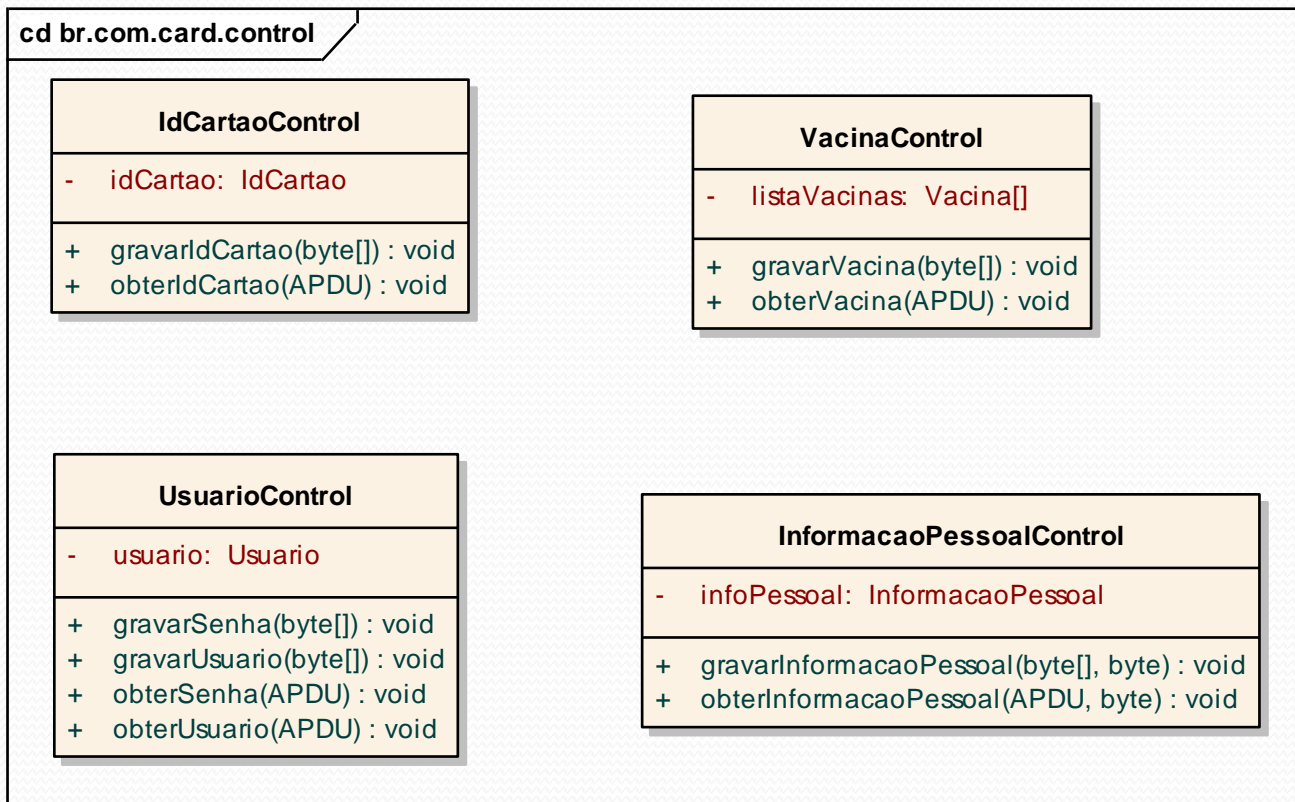 cd br.com.card.control
IdCartaoControl
- idCartao: IdCartao
+ gravarIdCartao(byte[]) : void
+ obterIdCartao(APDU) : void
VacinaControl
- listaVacinas: Vacina[]
+ gravarVacina(byte[]) : void
+ obterVacina(APDU) : void
UsuarioControl
- usuario: Usuario
+ gravarSenha(byte[]) : void
+ gravarUsuario(byte[]) : void
+ obterSenha(APDU) : void
+ obterUsuario(APDU) : void
InformacaoPessoalControl
- infoPessoal: InformacaoPessoal
+ gravarInformacaoPessoal(byte[], byte) : void
+ obterInformacaoPessoal(APDU, byte) : void